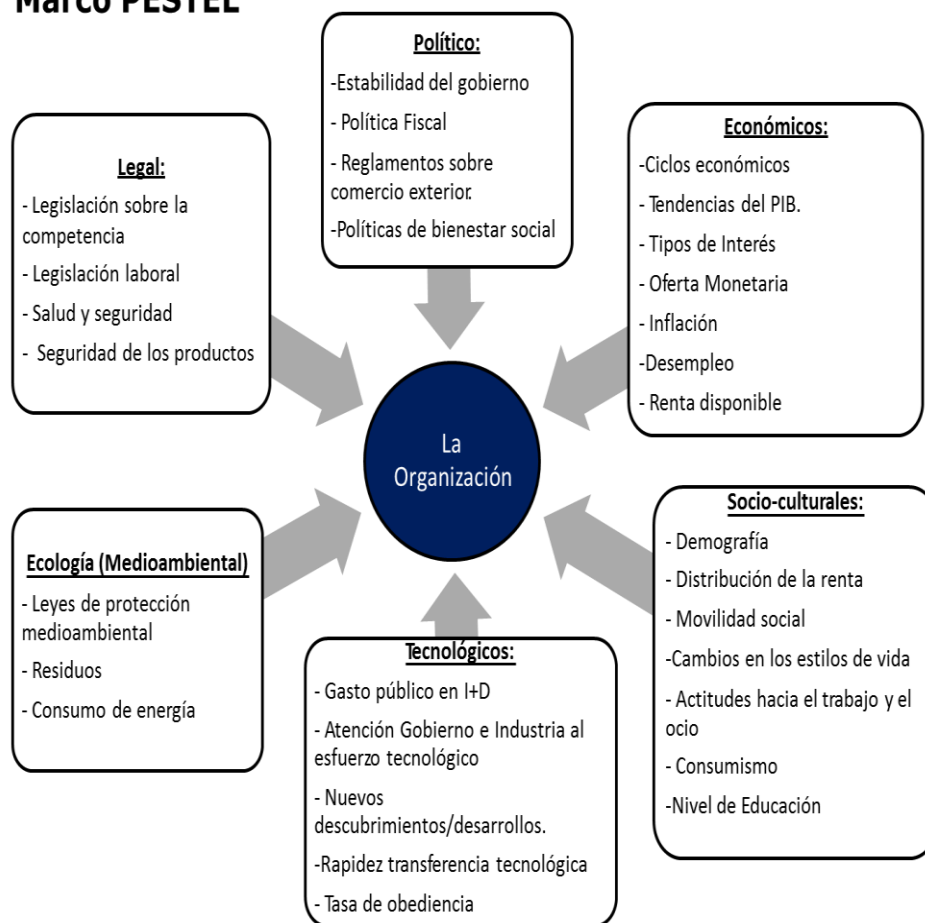 Marco PESTEL
Político:
-Estabilidad del gobierno
- Política Fiscal
- Reglamentos sobre
comercio exterior.
-Políticas de bienestar social
Económicos:
-Ciclos económicos
- Tendencias del PIB.
- Tipos de Interés
- Oferta Monetaria
- Inflación
-Desempleo
- Renta disponible
Legal:
- Legislación sobre la
competencia
- Legislación laboral
- Salud y seguridad
- Seguridad de los productos
La
Organización
Socio-culturales:
- Demografía
- Distribución de la renta
- Movilidad social
-Cambios en los estilos de vida
- Actitudes hacia el trabajo y el
ocio
- Consumismo
-Nivel de Educación
Ecología (Medioambiental)
- Leyes de protección
medioambiental
- Residuos
- Consumo de energía
Tecnológicos:
- Gasto público en I+D
- Atención Gobierno e Industria al
esfuerzo tecnológico
- Nuevos
descubrimientos/desarrollos.
-Rapidez transferencia tecnológica
- Tasa de obediencia